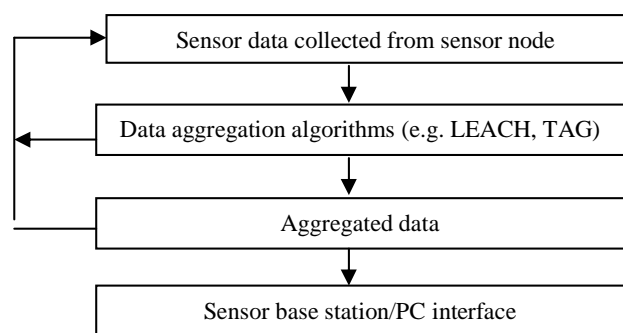 Sensor data collected from sensor node
Data aggregation algorithms (e.g. LEACH, TAG)
Aggregated data
Sensor base station/PC interface